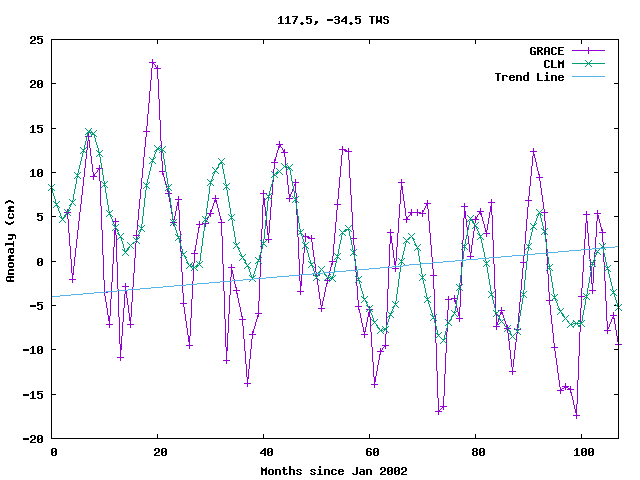 117.5, -34.5 TWS
GRACE
CLM
Trend Line
25
20
15
10
5
0
-5
-10
-15
-20
Anomaly (cm)
0 20 40 60 80 100
Months since Jan 2002